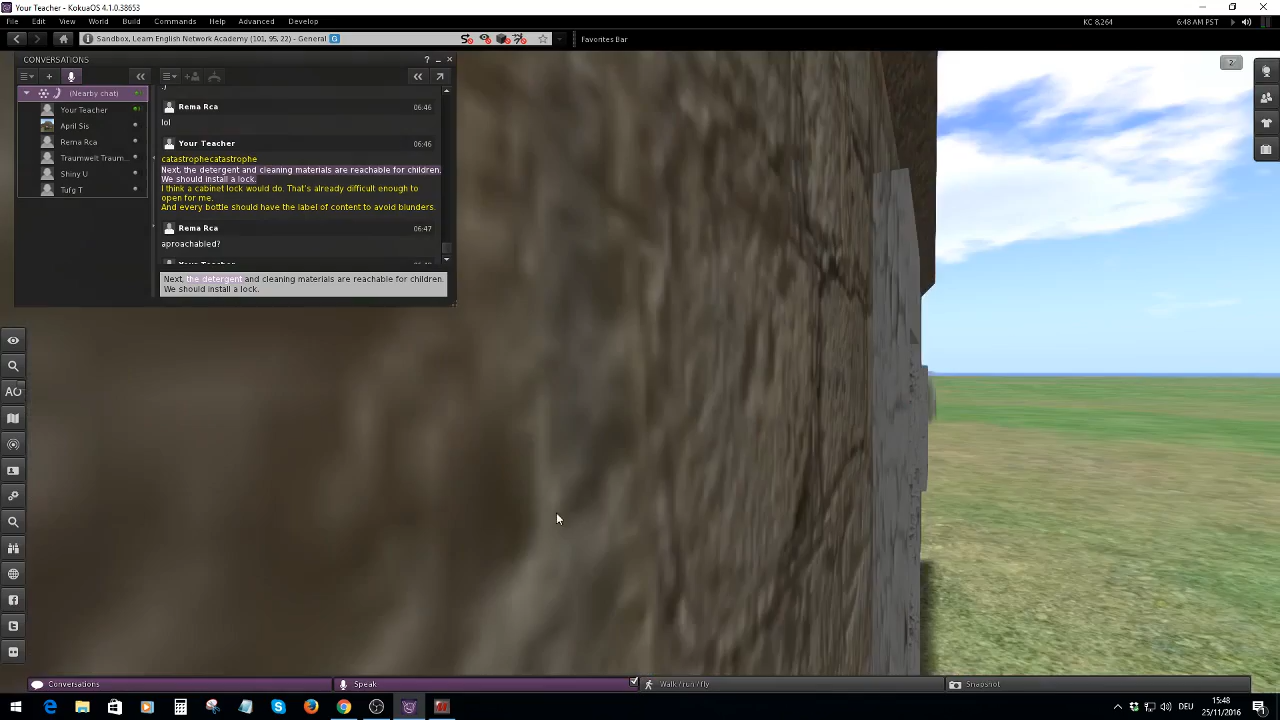 Your Teacher - KokuaOS 4.1.0.38653
File Edit View World Build Commands Help Advanced Develop
KC 8,264
6:48 AM PST
Sandbox, Learn English Network Academy (101, 95, 22) - General G
Favorites Bar
2
CONVERSATIONS
(Nearby chat)
Your Teacher
April Sis
Rema Rca
Traumwelt Traum...
Shiny U
Tufg T
:)
Rema Rca 06:46
lol
Your Teacher 06:46
catastrophecatastrophe
Next, the detergent and cleaning materials are reachable for children.
We should install a lock.
I think a cabinet lock would do. That's already difficult enough to
open for me.
And every bottle should have the label of content to avoid blunders.
Rema Rca 06:47
aproachabled?
Next, the detergent and cleaning materials are reachable for children.
We should install a lock.
AO
Conversations
Speak
Walk / run / fly
Snapshot
DEU
15:48
25/11/2016